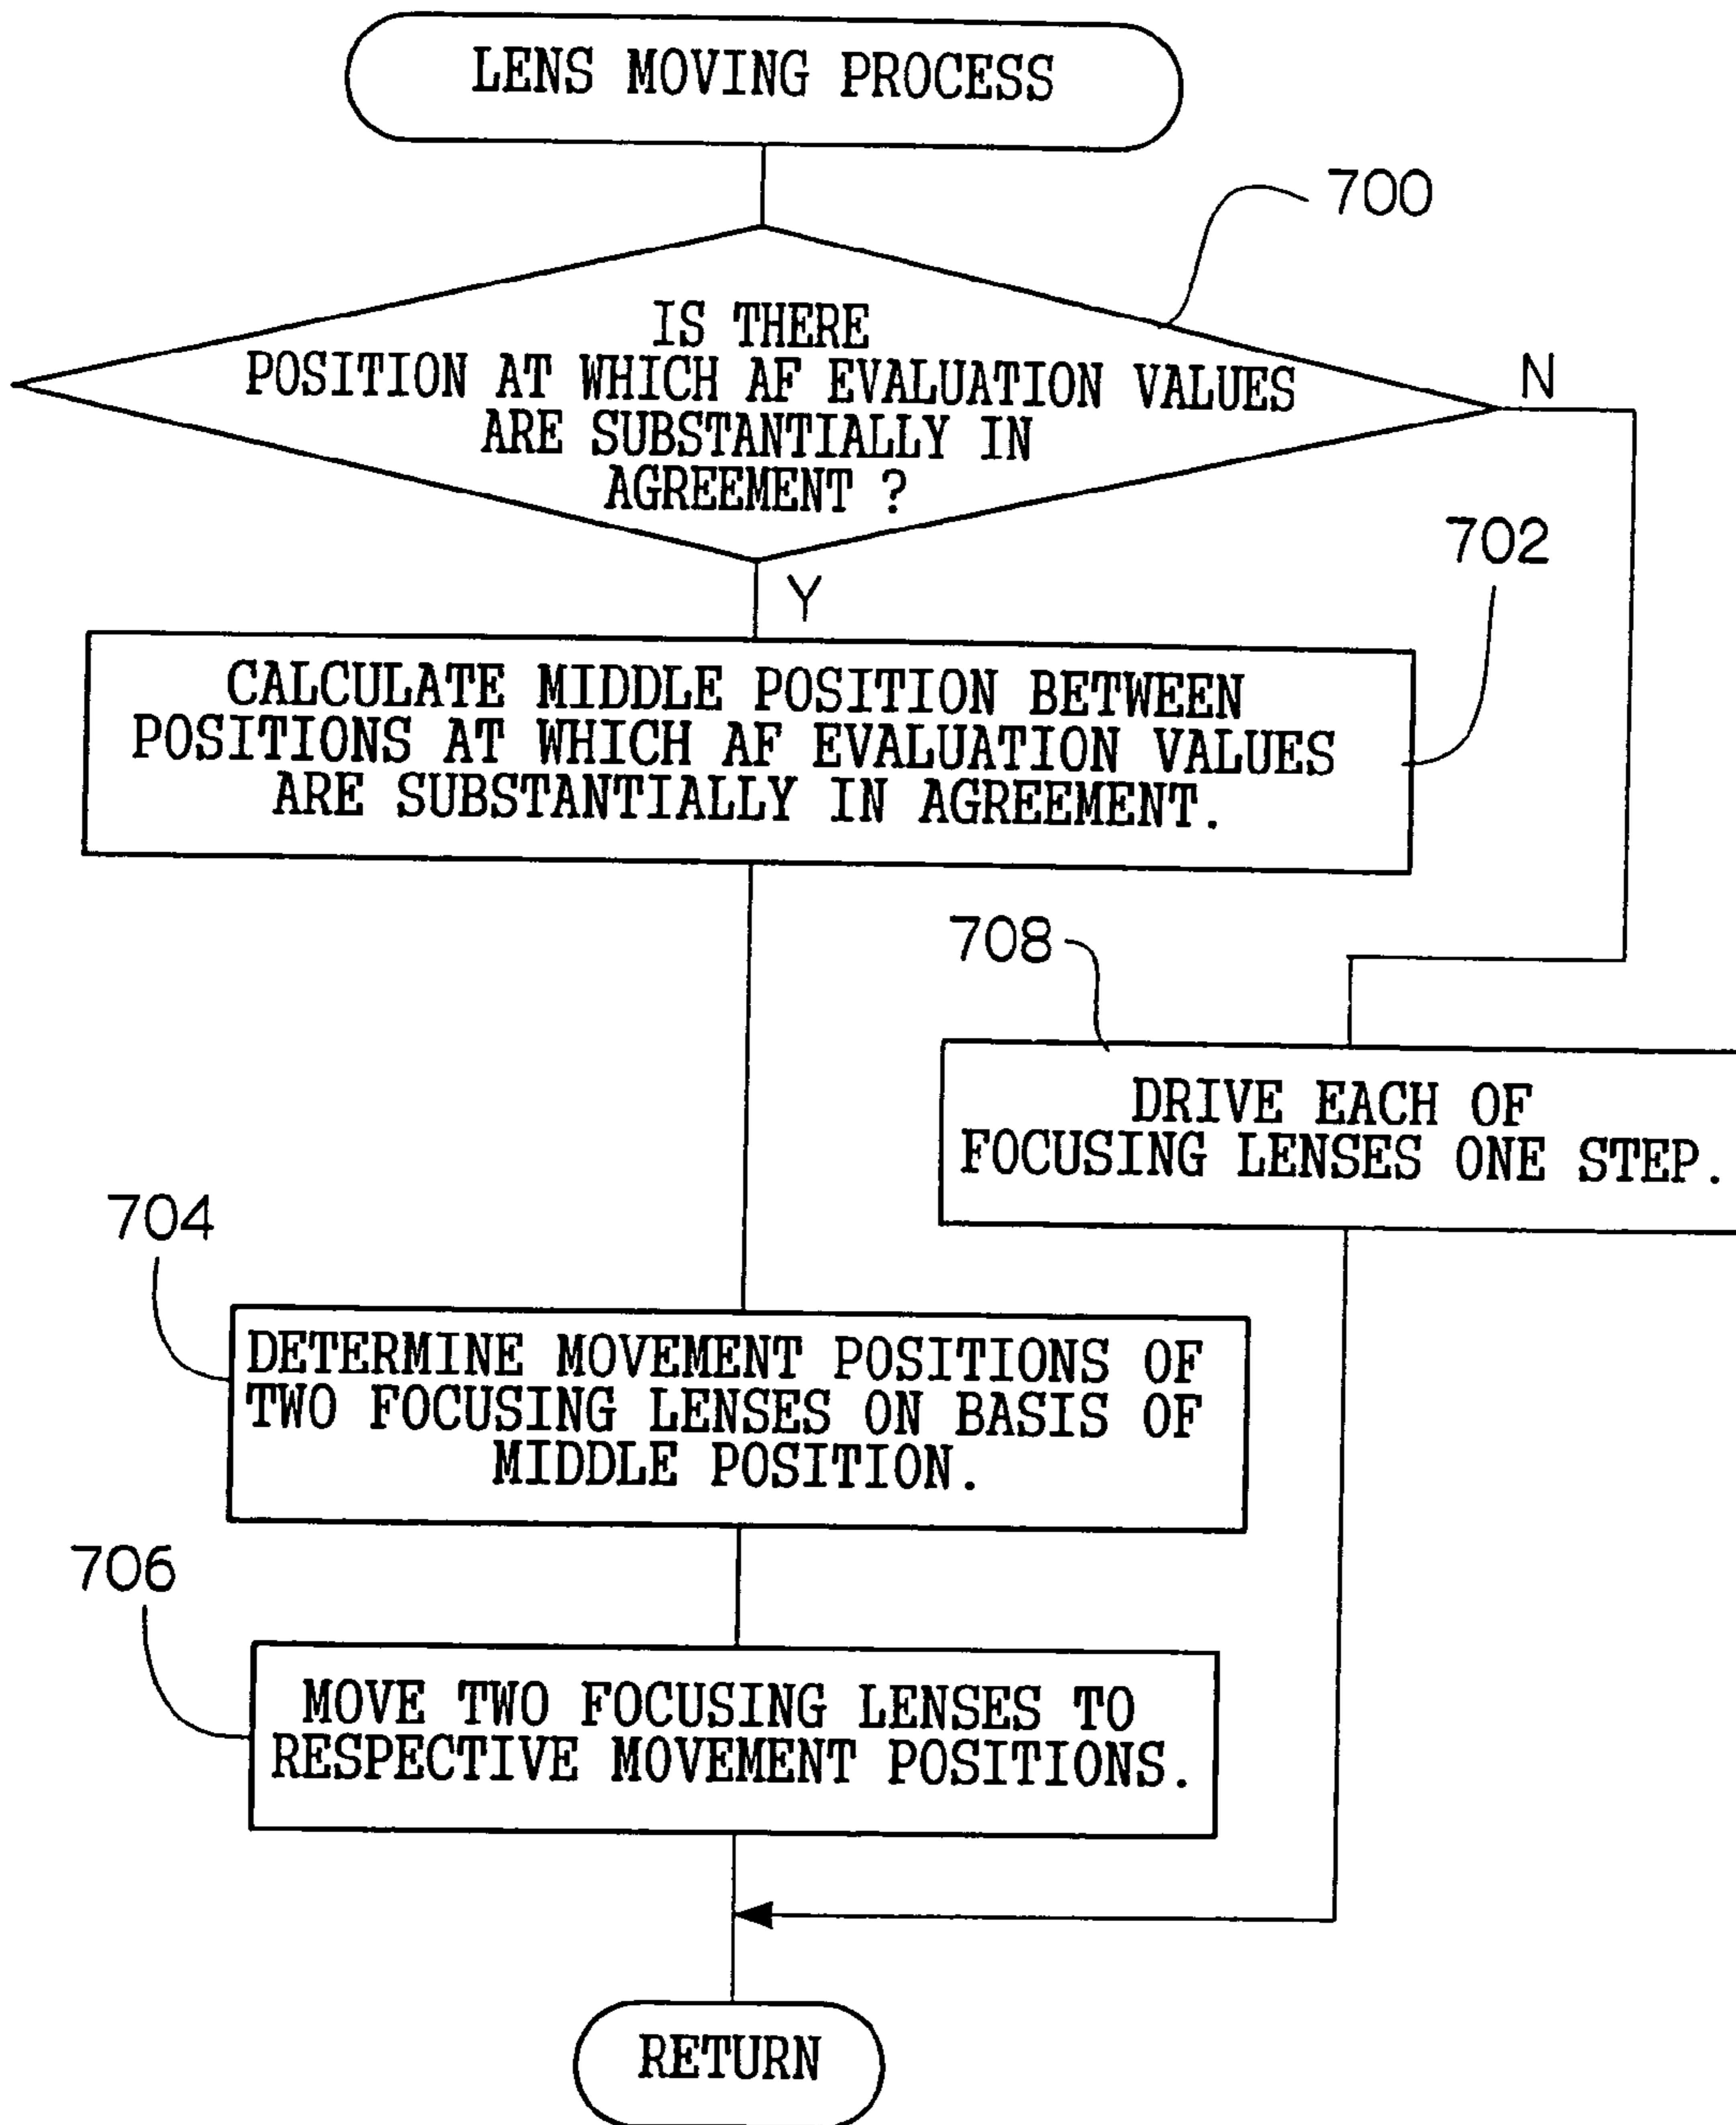 LENS MOVING PROCESS
700
IS THERE
POSITION AT WHICH AF EVALUATION VALUES
ARE SUBSTANTIALLY IN
AGREEMENT ?
N
Y
702
CALCULATE MIDDLE POSITION BETWEEN
POSITIONS AT WHICH AF EVALUATION VALUES
ARE SUBSTANTIALLY IN AGREEMENT.
708
DRIVE EACH OF
FOCUSING LENSES ONE STEP.
704
DETERMINE MOVEMENT POSITIONS OF
TWO FOCUSING LENSES ON BASIS OF
MIDDLE POSITION.
706
MOVE TWO FOCUSING LENSES TO
RESPECTIVE MOVEMENT POSITIONS.
RETURN